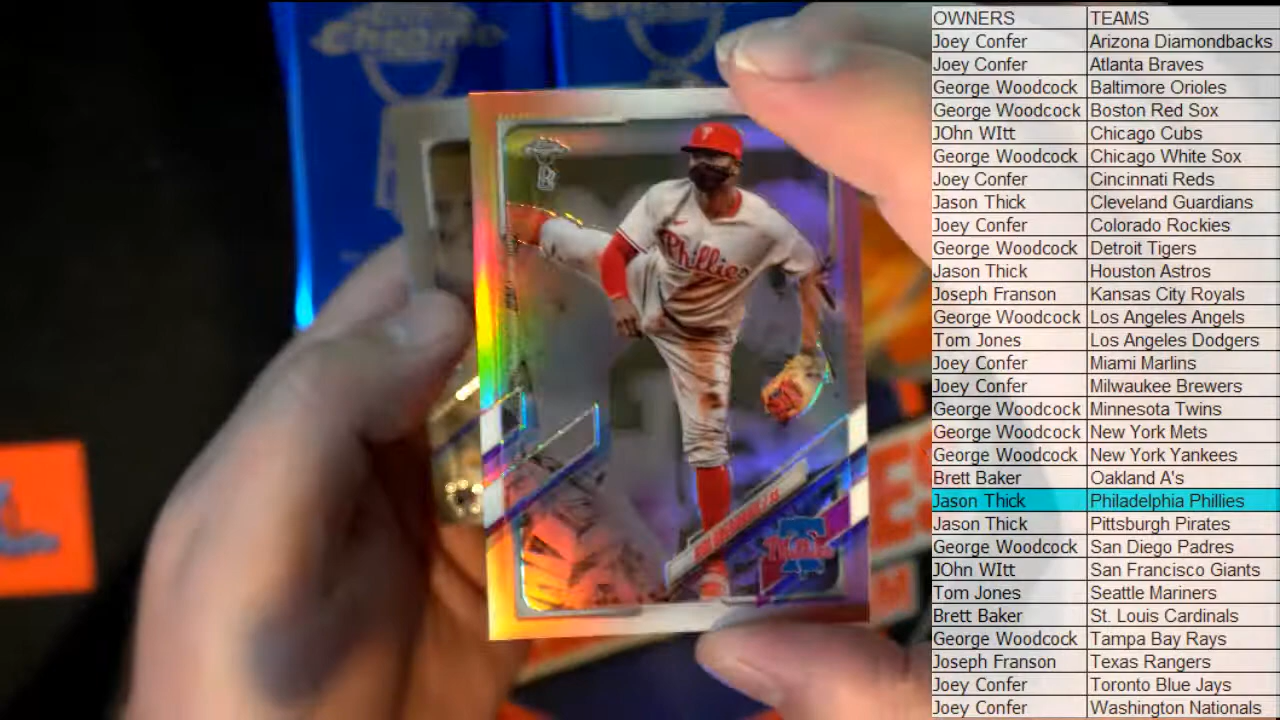 OWNERS TEAMS
Joey Confer Arizona Diamondbacks
Joey Confer Atlanta Braves
George Woodcock Baltimore Orioles
George Woodcock Boston Red Sox
JOhn WItt Chicago Cubs
George Woodcock Chicago White Sox
Joey Confer Cincinnati Reds
Jason Thick Cleveland Guardians
Joey Confer Colorado Rockies
George Woodcock Detroit Tigers
Jason Thick Houston Astros
Joseph Franson Kansas City Royals
George Woodcock Los Angeles Angels
Tom Jones Los Angeles Dodgers
Joey Confer Miami Marlins
Joey Confer Milwaukee Brewers
George Woodcock Minnesota Twins
George Woodcock New York Mets
George Woodcock New York Yankees
Brett Baker Oakland A's
Jason Thick Philadelphia Phillies
Jason Thick Pittsburgh Pirates
George Woodcock San Diego Padres
JOhn WItt San Francisco Giants
Tom Jones Seattle Mariners
Brett Baker St. Louis Cardinals
George Woodcock Tampa Bay Rays
Joseph Franson Texas Rangers
Joey Confer Toronto Blue Jays
Joey Confer Washington Nationals
Phillies